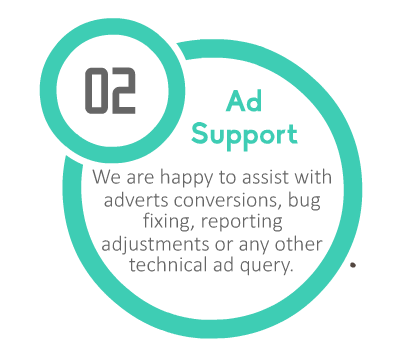 02
Ad
Support
We are happy to assist with
adverts conversions, bug
fixing, reporting
adjustments or any other
technical ad query.